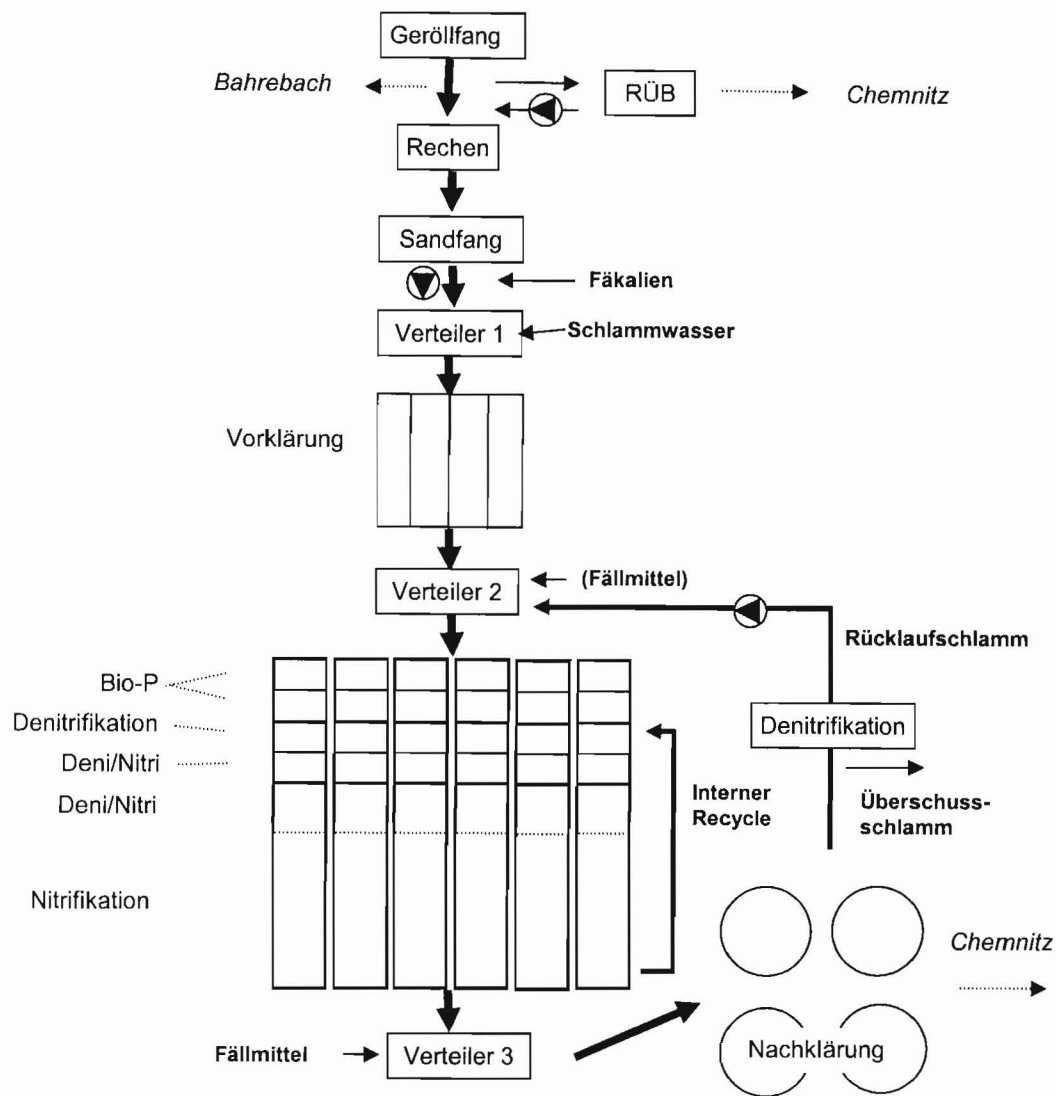 Geröllfang
Bahrebach
RÜB
Chemnitz
Rechen
Sandfang
Fäkalien
Verteiler 1
Schlammwasser
Vorklärung
Verteiler 2
(Fällmittel)
Rücklaufschlamm
Bio-P
Denitrifikation
Denitrifikation
Deni/Nitri
Deni/Nitri
Interner
Recycle
Überschuss-
schlamm
Nitrifikation
Chemnitz
Fällmittel
Verteiler 3
Nachklärung